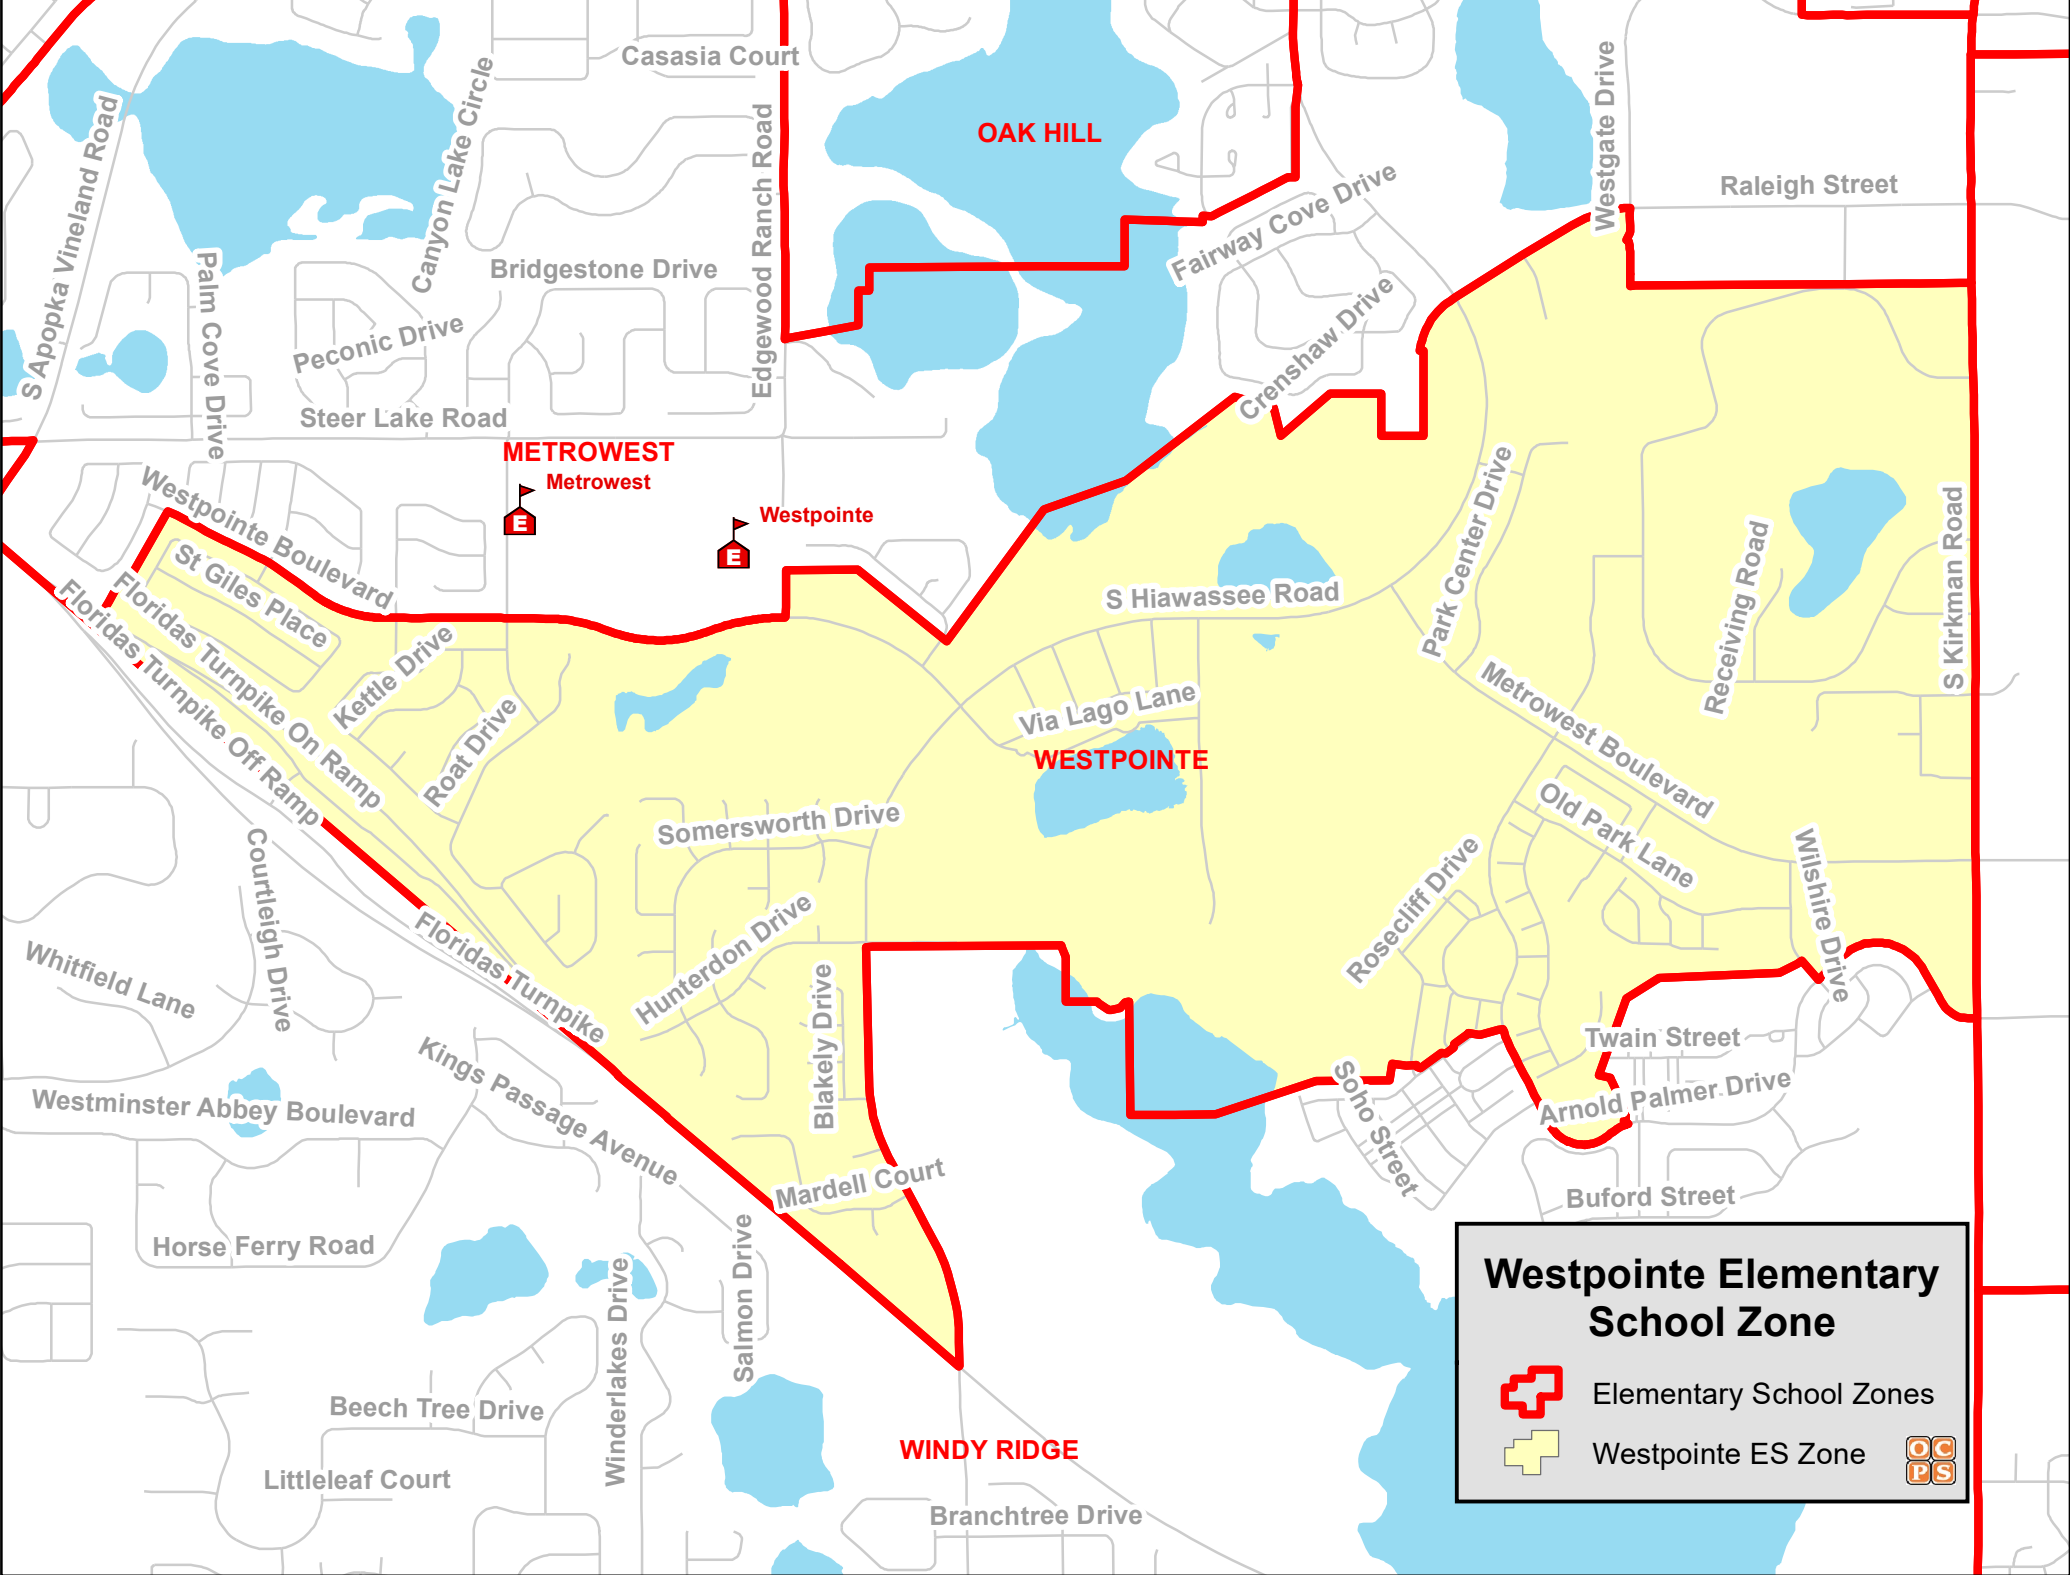 Casasia Court
OAK HILL
Westgate Drive
Canyon Lake Circle
S Apopka Vineland Road
Edgewood Ranch Road
Raleigh Street
Fairway Cove Drive
Palm Cove Drive
Bridgestone Drive
Peconic Drive
Crenshaw Drive
Steer Lake Road
METROWEST
Metrowest
E
Westpointe
E
Westpointe Boulevard
St Giles Place
Floridas Turnpike On Ramp
Floridas Turnpike Off Ramp
Kettle Drive
Roat Drive
S Hiawassee Road
Park Center Drive
Receiving Road
S Kirkman Road
Via Lago Lane
WESTPOINTE
Metrowest Boulevard
Old Park Lane
Somersworth Drive
Rosecliff Drive
Wilshire Drive
Courtleigh Drive
Hunterdon Drive
Floridas Turnpike
Whitfield Lane
Blakely Drive
Kings Passage Avenue
Twain Street
Soho Street
Arnold Palmer Drive
Westminster Abbey Boulevard
Mardell Court
Buford Street
Horse Ferry Road
Salmon Drive
Winderlakes Drive
Beech Tree Drive
WINDY RIDGE
Littleleaf Court
Branchtree Drive
Westpointe Elementary
School Zone
Elementary School Zones
Westpointe ES Zone
OC
PS